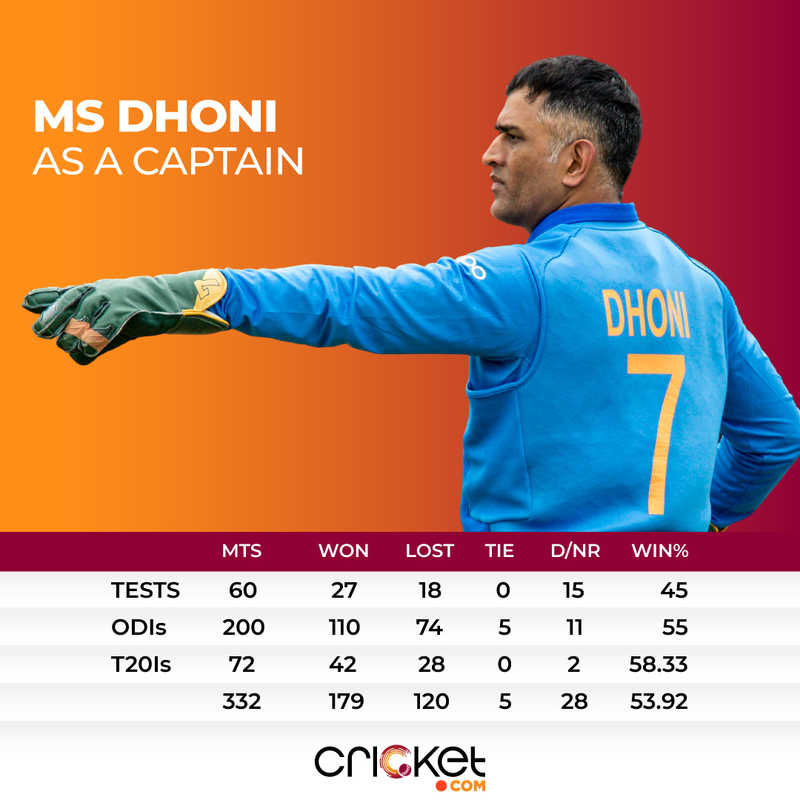 MS DHONI
AS A CAPTAIN
DHONI
7
MTS WON LOST TIE D/NR WIN%
TESTS 60 27 18 0 15 45
ODIs 200 110 74 5 11 55
T20Is 72 42 28 0 2 58.33
332 179 120 5 28 53.92
cricket
.COM